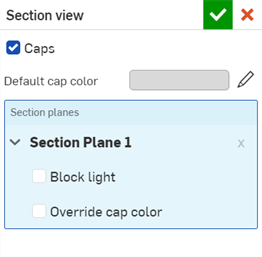 Section view
Caps
Default cap color
Section planes
Section Plane 1 x
Block light
Override cap color